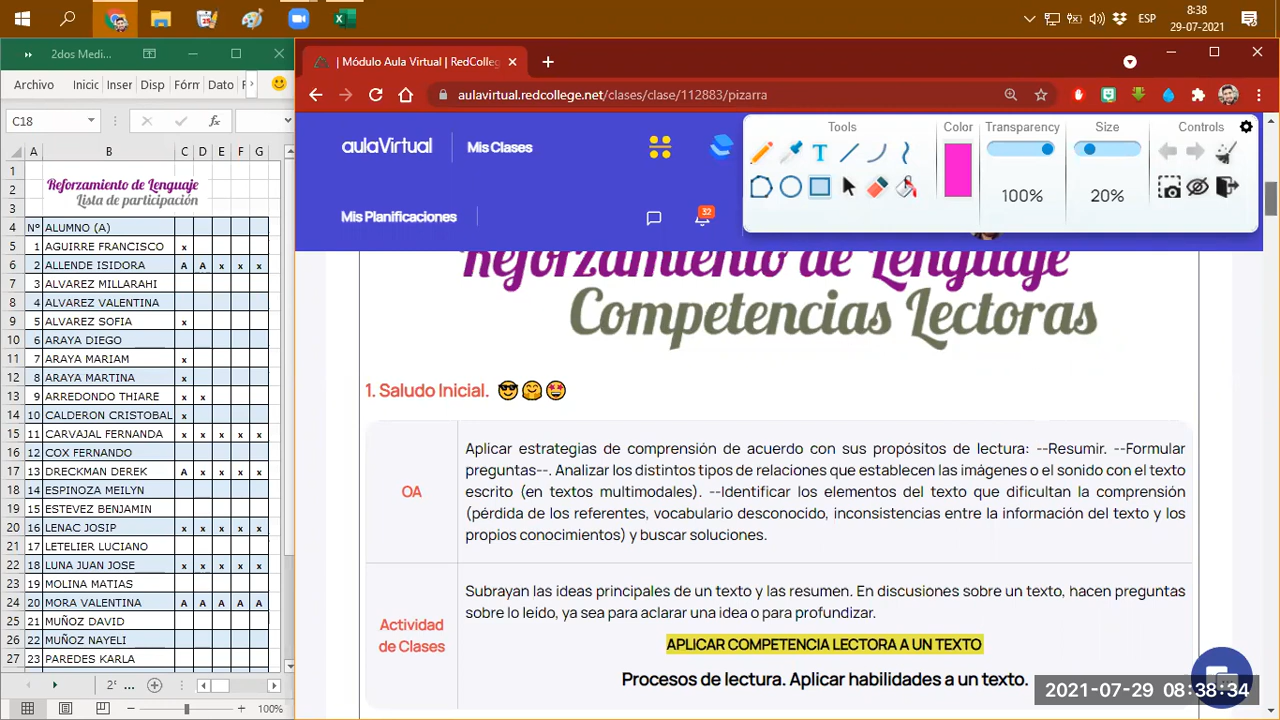 8:38
ESP
29-07-2021
2dos Medi...
Archivo
Inicic
Inser
Disp
Fórm
Dato
C18
fx
A B C D E F G
1
2 Reforzamiento de Lenguaje
3 Lista de participación
4 N° ALUMNO (A)
5 1 AGUIRRE FRANCISCO x
6 2 ALLENDE ISIDORA A A x x x
7 3 ALVAREZ MILLARAHI
8 4 ALVAREZ VALENTINA
9 5 ALVAREZ SOFIA x
10 6 ARAYA DIEGO
11 7 ARAYA MARIAM x
12 8 ARAYA MARTINA x
13 9 ARREDONDO THIARE x x
14 10 CALDERON CRISTOBAL x
15 11 CARVAJAL FERNANDA x x x x x
16 12 COX FERNANDO
17 13 DRECKMAN DEREK A x x x x
18 14 ESPINOZA MEILYN
19 15 ESTEVEZ BENJAMIN
20 16 LENAC JOSIP x x x x x
21 17 LETELIER LUCIANO
22 18 LUNA JUAN JOSE x x x x x
23 19 MOLINA MATIAS
24 20 MORA VALENTINA A A A A A
25 21 MUÑOZ DAVID
26 22 MUÑOZ NAYELI
27 23 PAREDES KARLA
100%
| Módulo Aula Virtual | RedColleg
aulavirtual.redcollege.net/clases/clase/112883/pizarra
aulaVirtual
Mis Clases
Mis Planificaciones
32
Tools
Color
Transparency
Size
Controls
100%
20%
Reforzamiento de Lenguaje
Competencias Lectoras
1. Saludo Inicial.
OA
Aplicar estrategias de comprensión de acuerdo con sus propósitos de lectura: --Resumir. --Formular
preguntas--. Analizar los distintos tipos de relaciones que establecen las imágenes o el sonido con el texto
escrito (en textos multimodales). --Identificar los elementos del texto que dificultan la comprensión
(pérdida de los referentes, vocabulario desconocido, inconsistencias entre la información del texto y los
propios conocimientos) y buscar soluciones.
Actividad
de Clases
Subrayan las ideas principales de un texto y las resumen. En discusiones sobre un texto, hacen preguntas
sobre lo leído, ya sea para aclarar una idea o para profundizar.
APLICAR COMPETENCIA LECTORA A UN TEXTO
Procesos de lectura. Aplicar habilidades a un texto.
2021-07-29 08:38:34